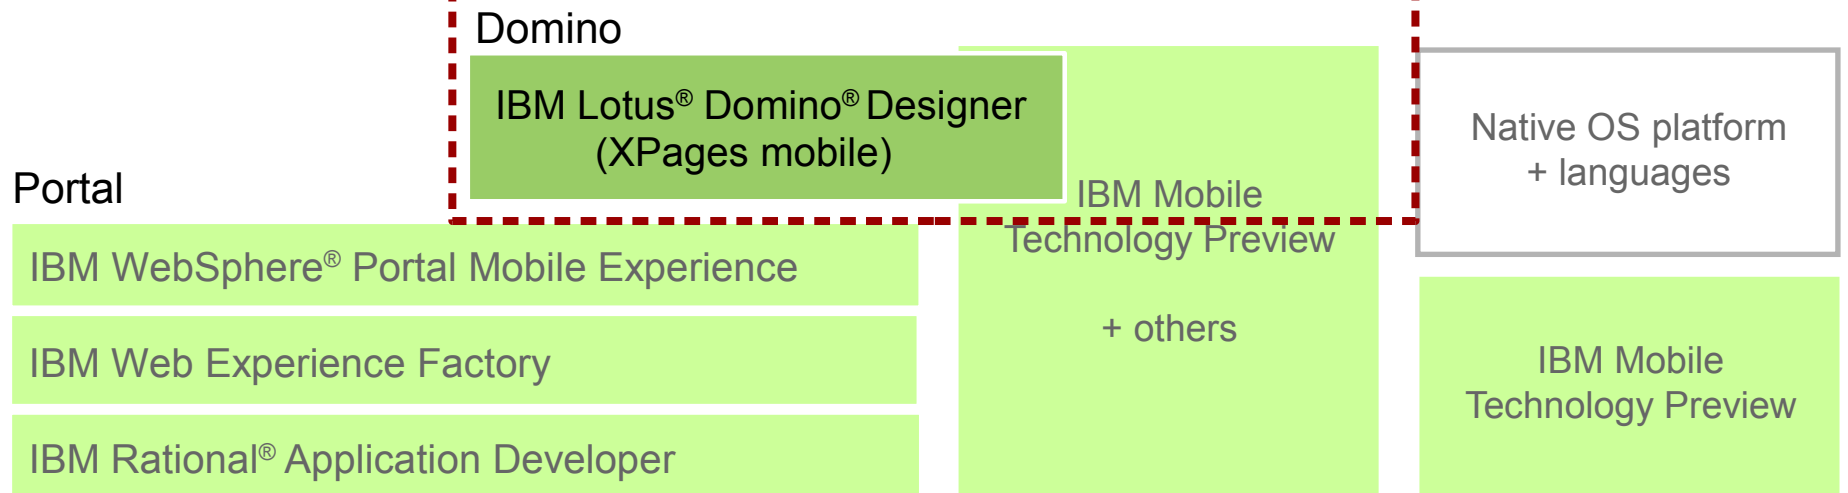 Domino
IBM Lotus® Domino® Designer
(XPages mobile)
Portal
IBM WebSphere® Portal Mobile Experience
IBM Web Experience Factory
IBM Rational® Application Developer
IBM Mobile
Technology Preview
+ others
Native OS platform
+ languages
IBM Mobile
Technology Preview